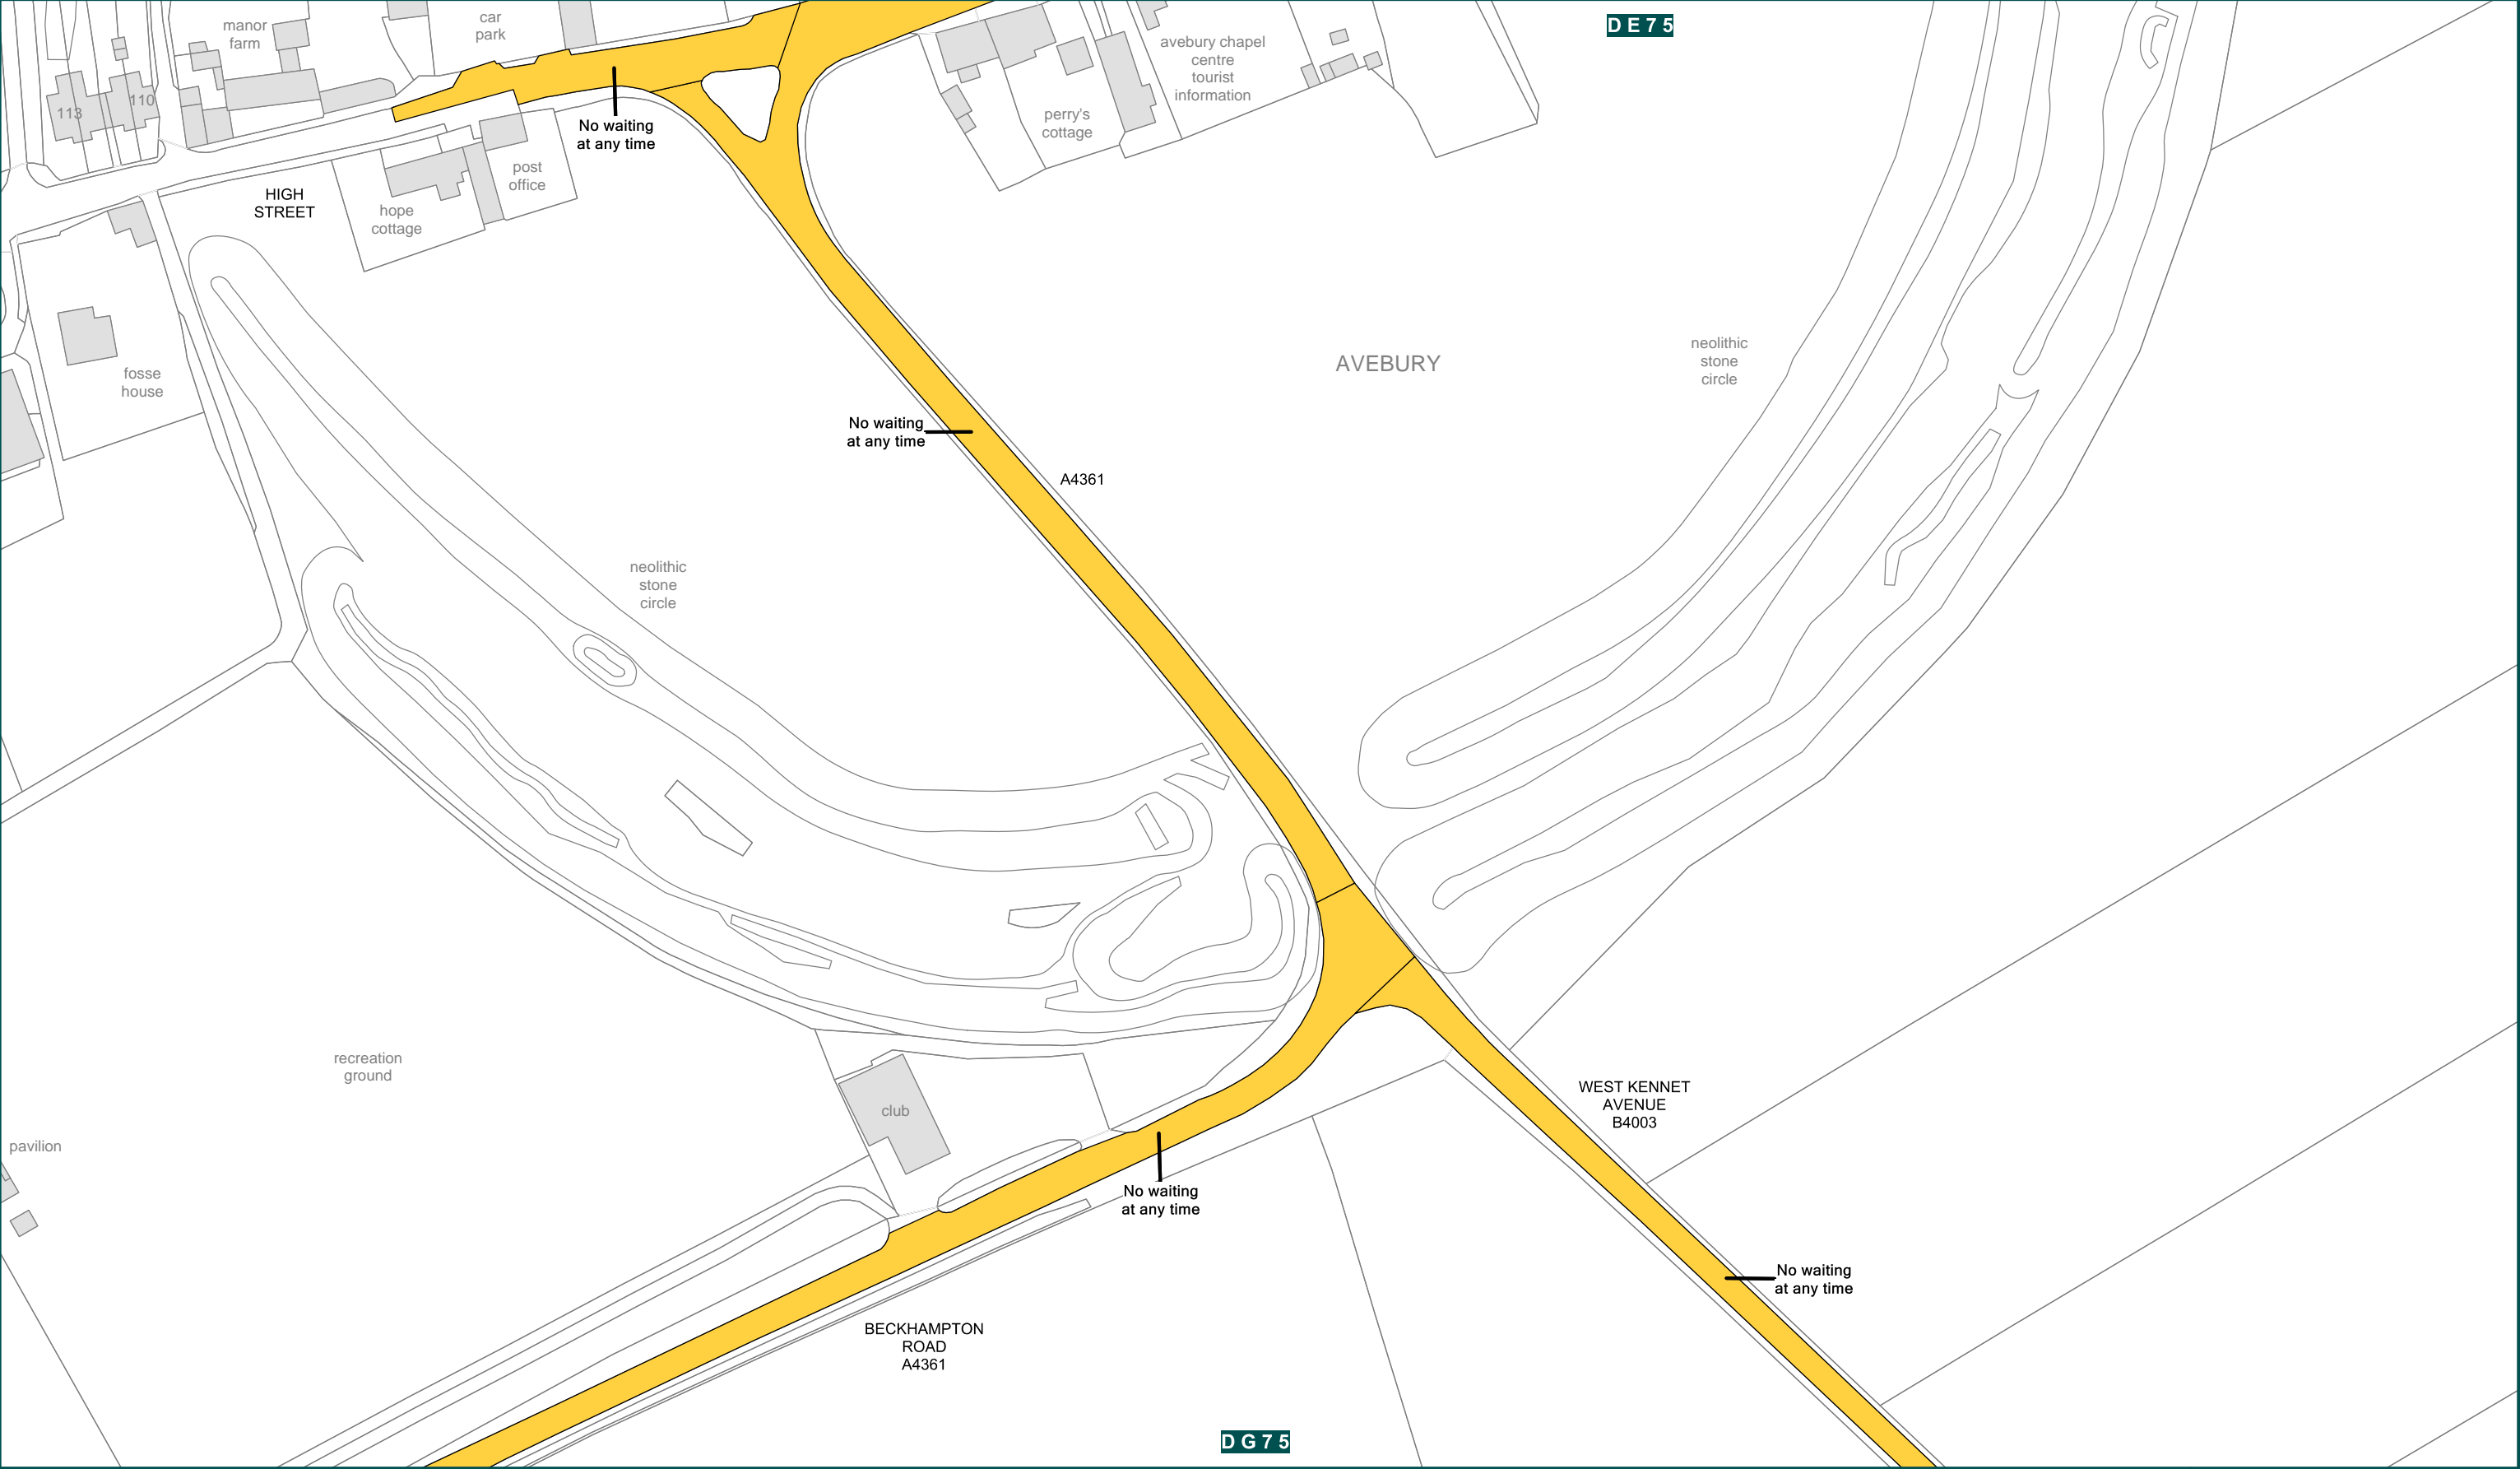 manor
farm
car
park
DE75
avebury chapel
centre
tourist
information
113
110
perry's
cottage
No waiting
at any time
post
office
HIGH
STREET
hope
cottage
fosse
house
AVEBURY
neolithic
stone
circle
No waiting
at any time
A4361
neolithic
stone
circle
recreation
ground
club
WEST KENNET
AVENUE
B4003
pavilion
No waiting
at any time
No waiting
at any time
BECKHAMPTON
ROAD
A4361
DG75